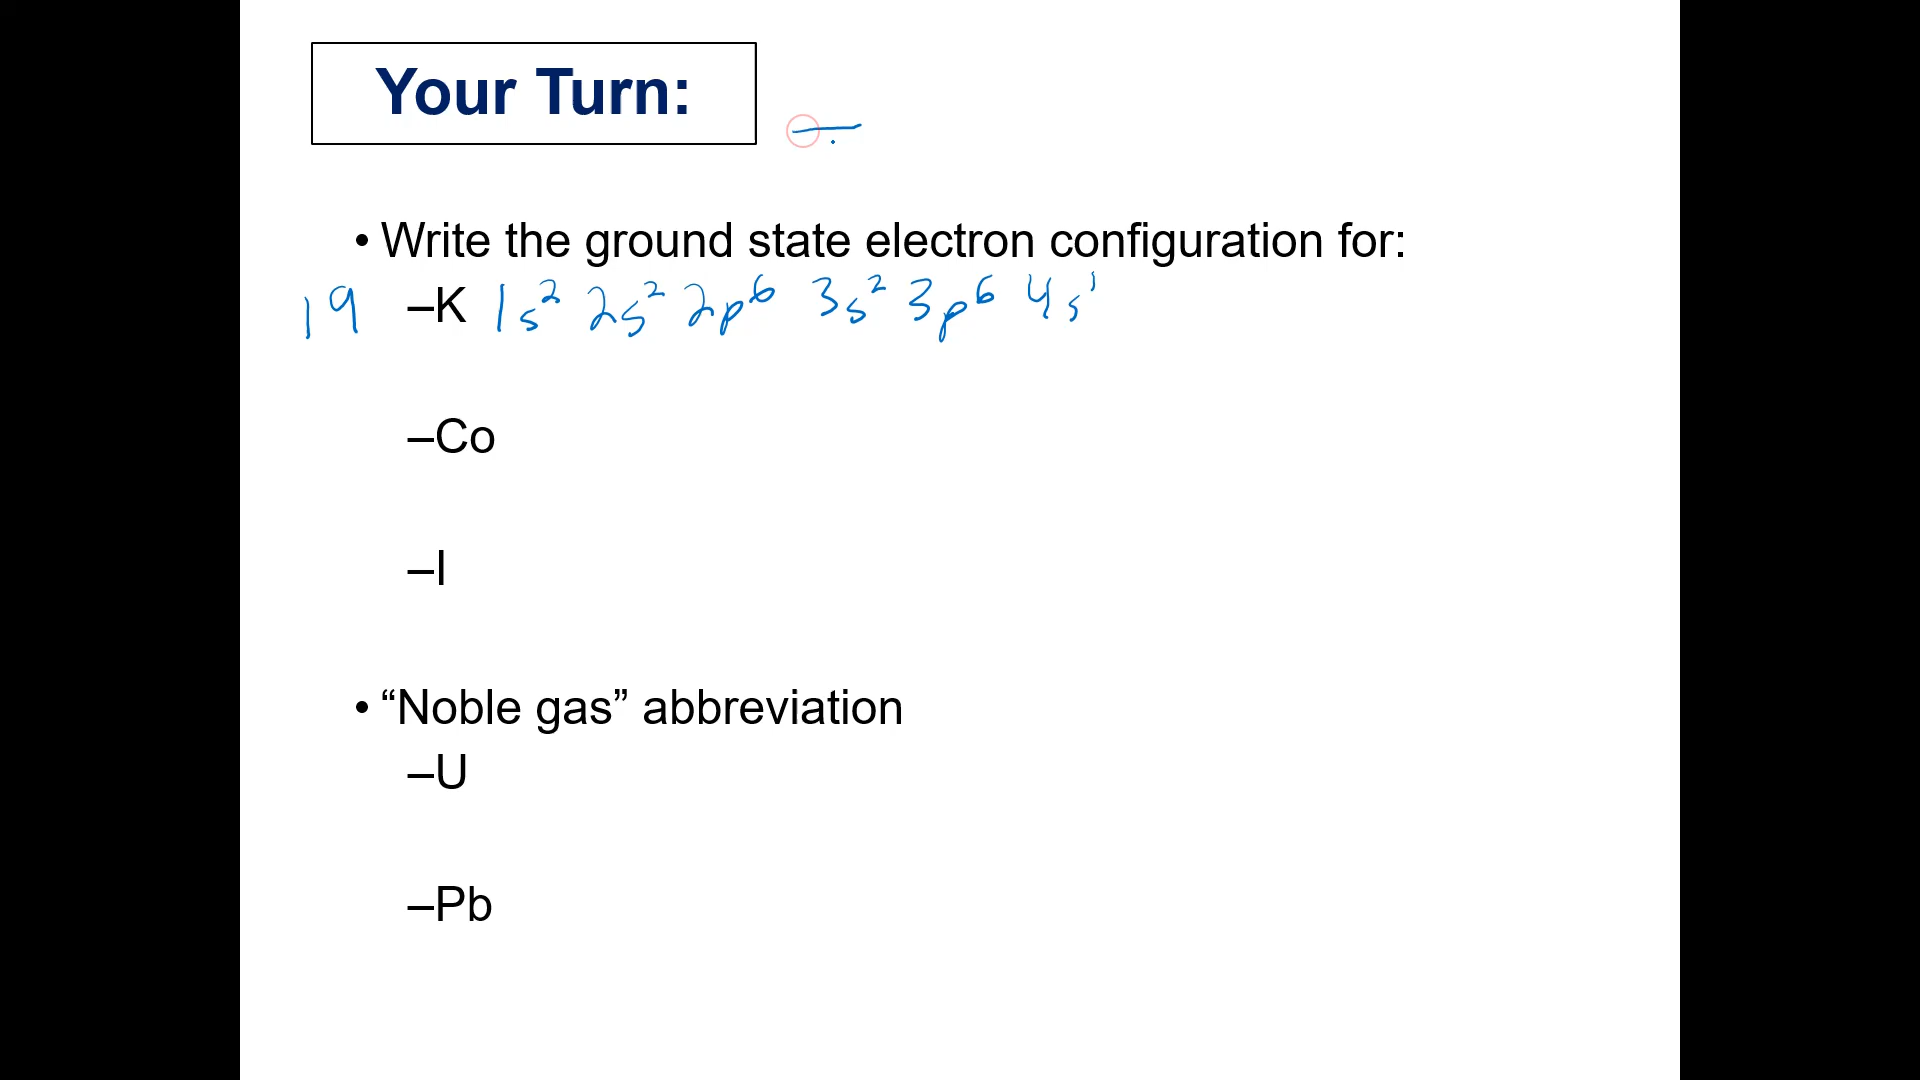 Your Turn:
• Write the ground state electron configuration for:
19 –K 1s² 2s² 2p⁶ 3s² 3p⁶ 4s¹
–Co
–I
• “Noble gas” abbreviation
–U
–Pb